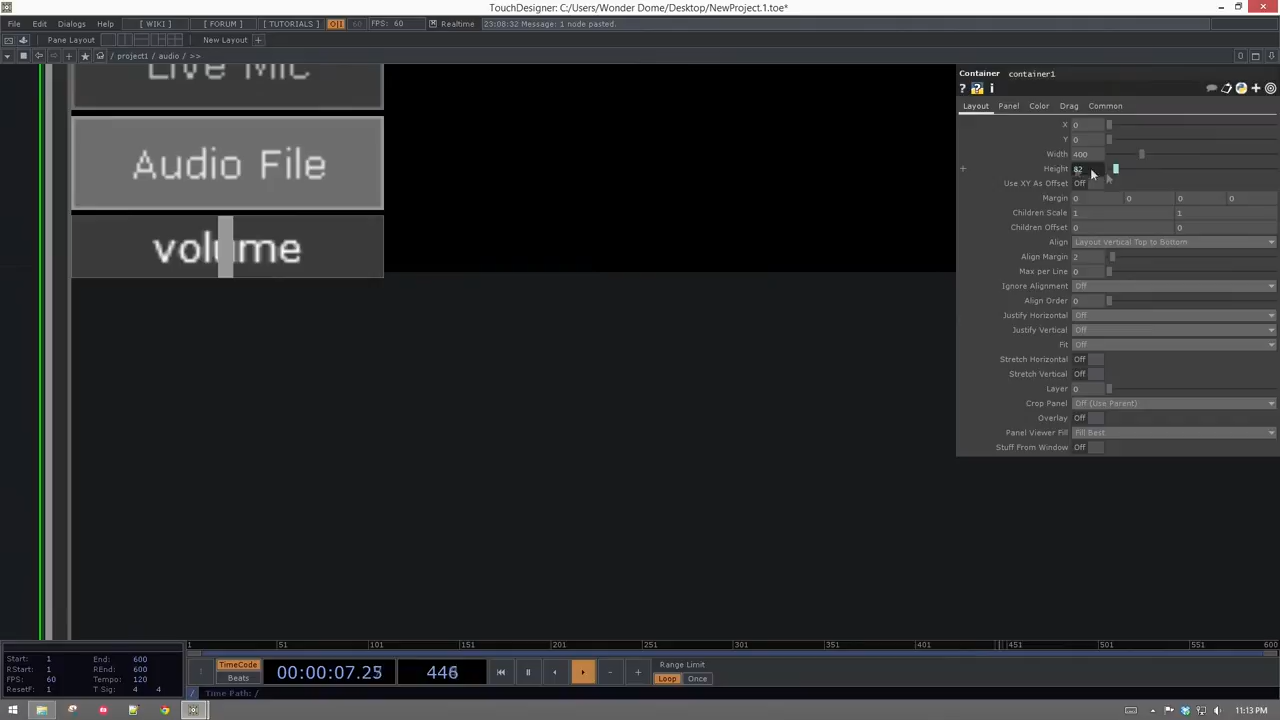 TouchDesigner: C:/Users/Wonder Dome/Desktop/NewProject.1.toe*
File Edit Dialogs Help [ WIKI ] [ FORUM ] [ TUTORIALS ] O|1 FPS: 60 Realtime 23:08:32 Message: 1 node pasted.
Pane Layout New Layout +
/ project1 / audio / >>
Container container1
Layout Panel Color Drag Common
X 0
Y 0
Width 400
Height 82
Use XY As Offset Off
Margin 0 0 0 0
Children Scale 1 1
Children Offset 0 0
Align Layout Vertical Top to Bottom
Align Margin 2
Max per Line 0
Ignore Alignment Off
Align Order 0
Justify Horizontal Off
Justify Vertical Off
Fit Off
Stretch Horizontal Off
Stretch Vertical Off
Layer 0
Crop Panel Off (Use Parent)
Overlay Off
Panel Viewer Fill Fill Best
Stuff From Window Off
Live Mic
Audio File
volume
1 51 101 151 201 251 301 351 401 451 501 551 600
Start: 1 End: 600
RStart: 1 REnd: 600
FPS: 60 Tempo: 120
ResetF: 1 T Sig: 4 4
TimeCode
Beats
00:00:07.25 446
Range Limit
Loop Once
/ Time Path: /
11:13 PM